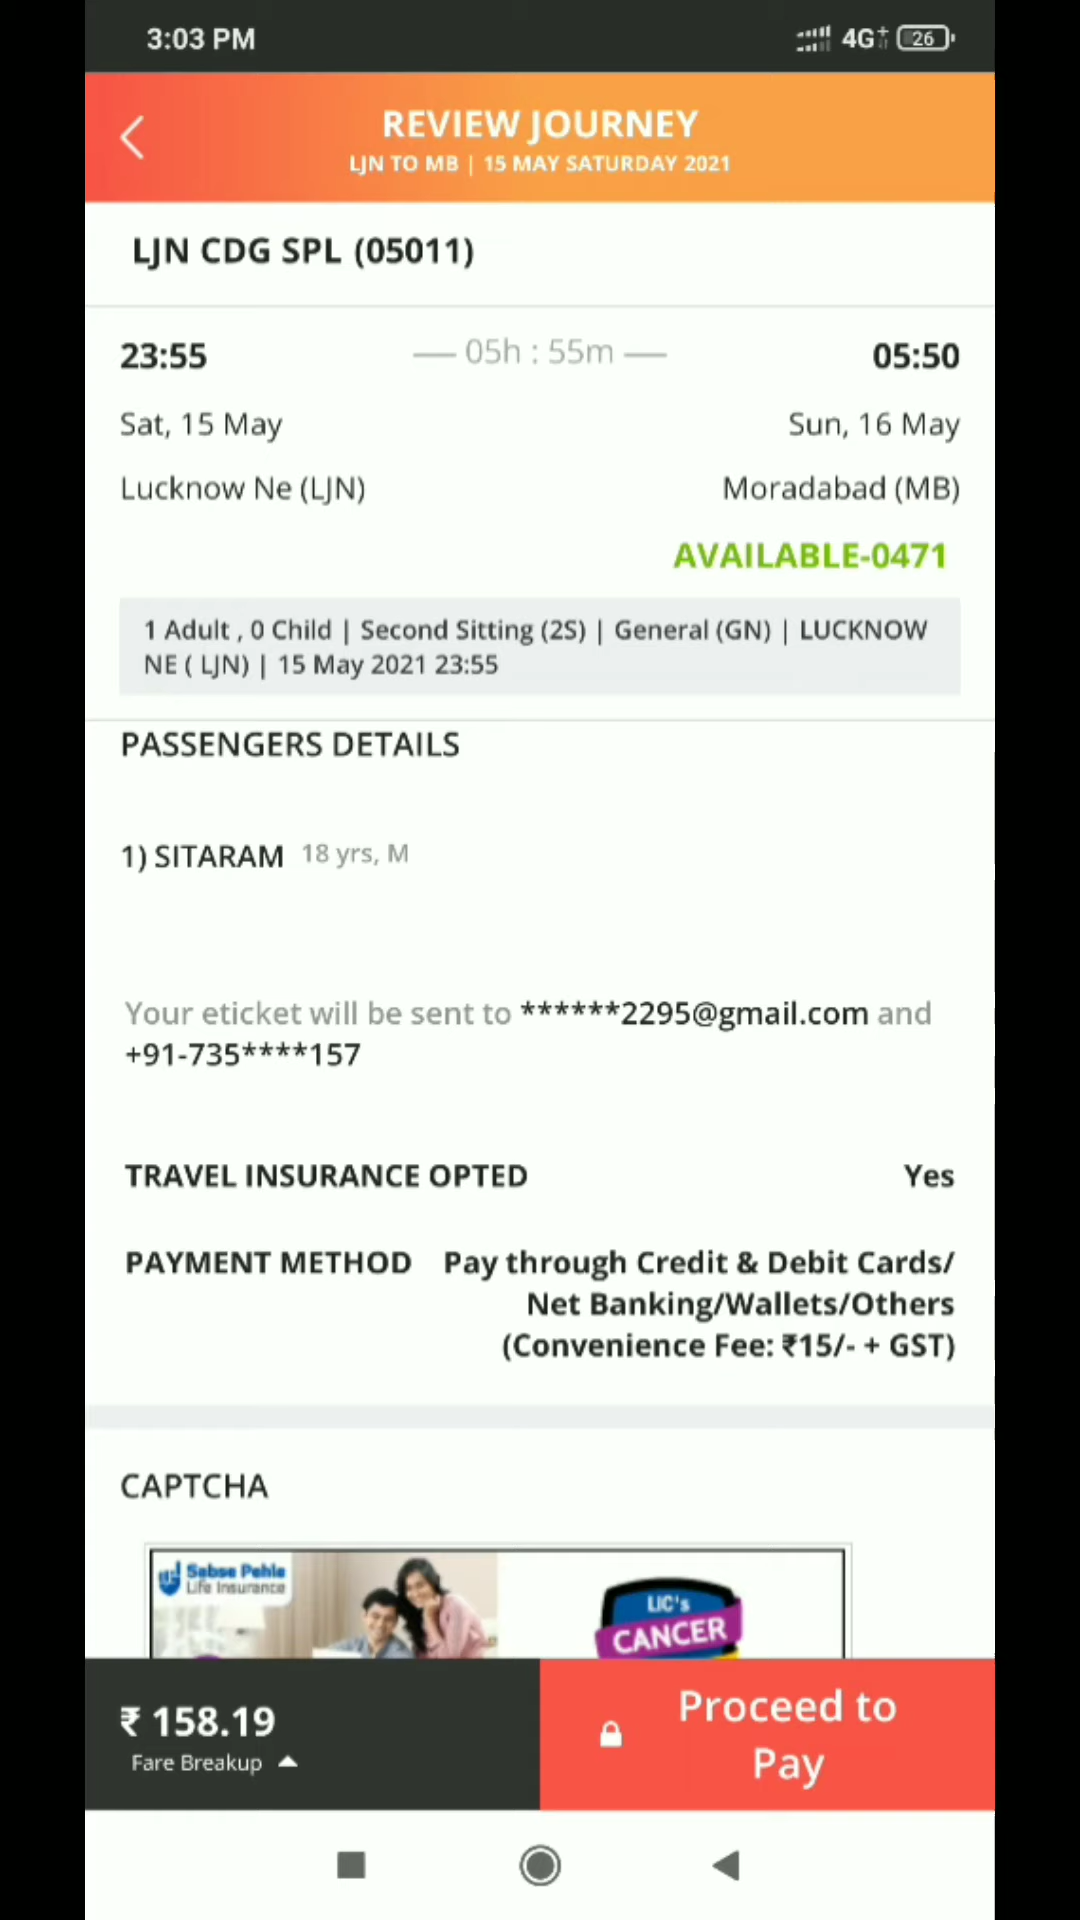 3:03 PM 4G+ 26
REVIEW JOURNEY
LJN TO MB | 15 MAY SATURDAY 2021
LJN CDG SPL (05011)
23:55 — 05h : 55m — 05:50
Sat, 15 May Sun, 16 May
Lucknow Ne (LJN) Moradabad (MB)
AVAILABLE-0471
1 Adult , 0 Child | Second Sitting (2S) | General (GN) | LUCKNOW
NE ( LJN) | 15 May 2021 23:55
PASSENGERS DETAILS
1) SITARAM 18 yrs, M
Your eticket will be sent to ******2295@gmail.com and
+91-735****157
TRAVEL INSURANCE OPTED Yes
PAYMENT METHOD Pay through Credit & Debit Cards/
Net Banking/Wallets/Others
(Convenience Fee: ₹15/- + GST)
CAPTCHA
Sabse Pehle
Life Insurance
LIC's
CANCER
₹ 158.19
Fare Breakup
Proceed to
Pay